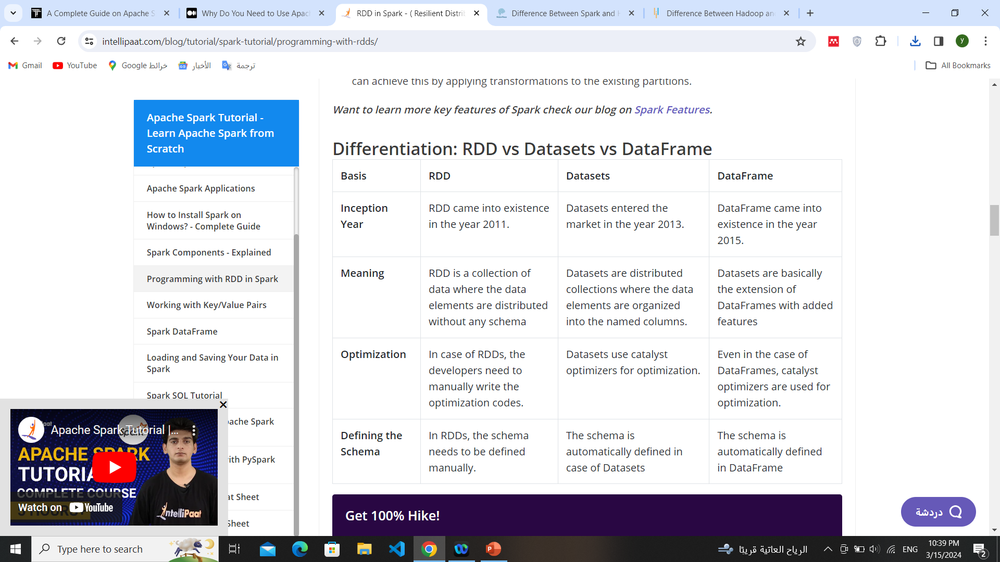 A Complete Guide on Apache S
Why Do You Need to Use Apac
RDD in Spark - ( Resilient Distrib
Difference Between Spark and H
Difference Between Hadoop an
intellipaat.com/blog/tutorial/spark-tutorial/programming-with-rdds/
y
Gmail
YouTube
خرائط Google
الأخبار
ترجمة
All Bookmarks
can achieve this by applying transformations to the existing partitions.
Want to learn more key features of Spark check our blog on Spark Features.
Apache Spark Tutorial -
Learn Apache Spark from
Scratch
Apache Spark Applications
How to Install Spark on
Windows? - Complete Guide
Spark Components - Explained
Programming with RDD in Spark
Working with Key/Value Pairs
Spark DataFrame
Loading and Saving Your Data in
Spark
Spark SQL Tutorial
pache Spark
ith PySpark
at Sheet
Sheet
Differentiation: RDD vs Datasets vs DataFrame
Basis
RDD
Datasets
DataFrame
Inception
Year
RDD came into existence
in the year 2011.
Datasets entered the
market in the year 2013.
DataFrame came into
existence in the year
2015.
Meaning
RDD is a collection of
data where the data
elements are distributed
without any schema
Datasets are distributed
collections where the data
elements are organized
into the named columns.
Datasets are basically
the extension of
DataFrames with added
features
Optimization
In case of RDDs, the
developers need to
manually write the
optimization codes.
Datasets use catalyst
optimizers for optimization.
Even in the case of
DataFrames, catalyst
optimizers are used for
optimization.
Defining the
Schema
In RDDs, the schema
needs to be defined
manually.
The schema is
automatically defined in
case of Datasets
The schema is
automatically defined
in DataFrame
Get 100% Hike!
دردشة
Apache Spark Tutorial |...
APACHE SPARK
TUTORIA
COMPLETE COURSE
Watch on YouTube
IntelliPaat
Type here to search
الرياح العاتية قريبًا
ENG
10:39 PM
3/15/2024
2